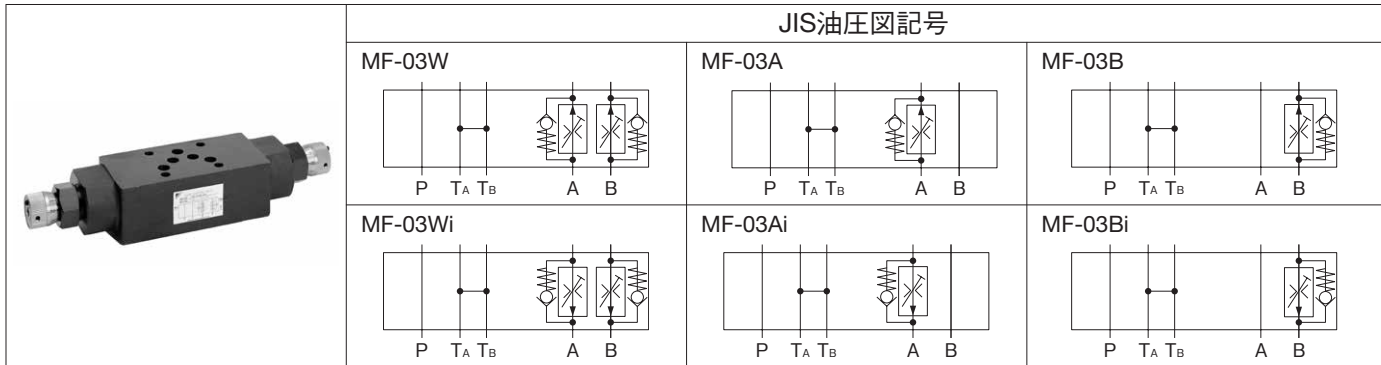 JIS油圧図記号
MF-03W
MF-03A
MF-03B
P TA TB A B
P TA TB A B
P TA TB A B
MF-03Wi
MF-03Ai
MF-03Bi
P TA TB A B
P TA TB A B
P TA TB A B